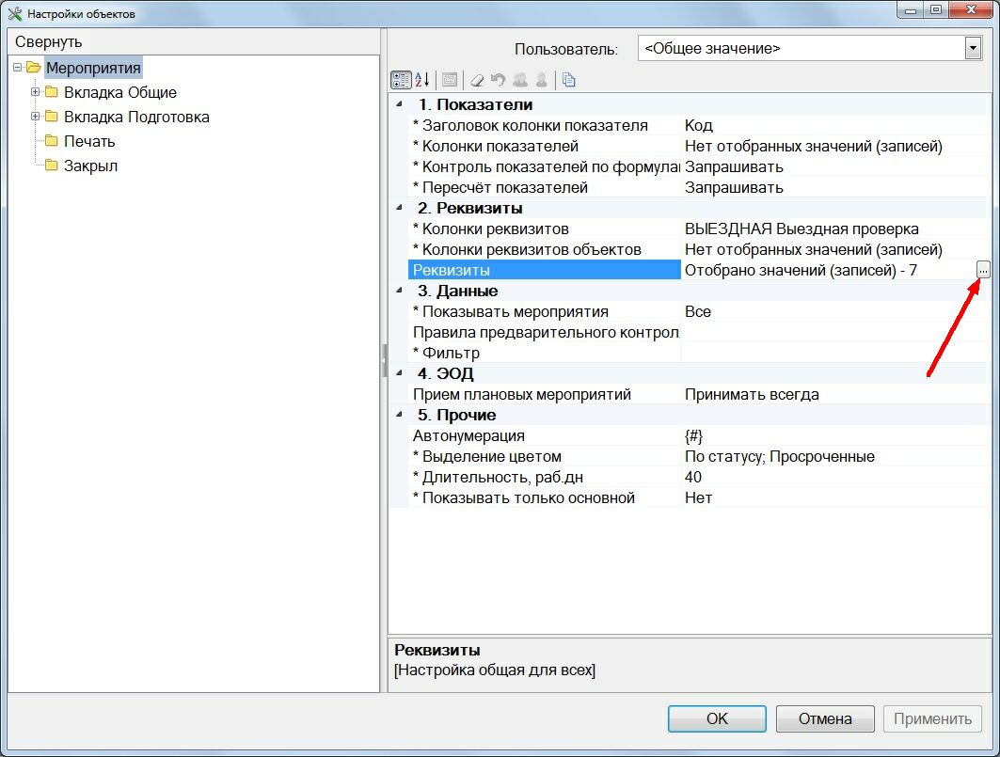 Настройки объектов
Свернуть
Мероприятия
Вкладка Общие
Вкладка Подготовка
Печать
Закрыл
Пользователь: <Общее значение>
1. Показатели
* Заголовок колонки показателя Код
* Колонки показателей Нет отобранных значений (записей)
* Контроль показателей по формулам Запрашивать
* Пересчёт показателей Запрашивать
2. Реквизиты
* Колонки реквизитов ВЫЕЗДНАЯ Выездная проверка
* Колонки реквизитов объектов Нет отобранных значений (записей)
Реквизиты Отобрано значений (записей) - 7 ...
3. Данные
* Показывать мероприятия Все
Правила предварительного контрол
* Фильтр
4. ЭОД
Прием плановых мероприятий Принимать всегда
5. Прочие
Автонумерация {#}
* Выделение цветом По статусу; Просроченные
* Длительность, раб.дн 40
* Показывать только основной Нет
Реквизиты
[Настройка общая для всех]
OK Отмена Применить